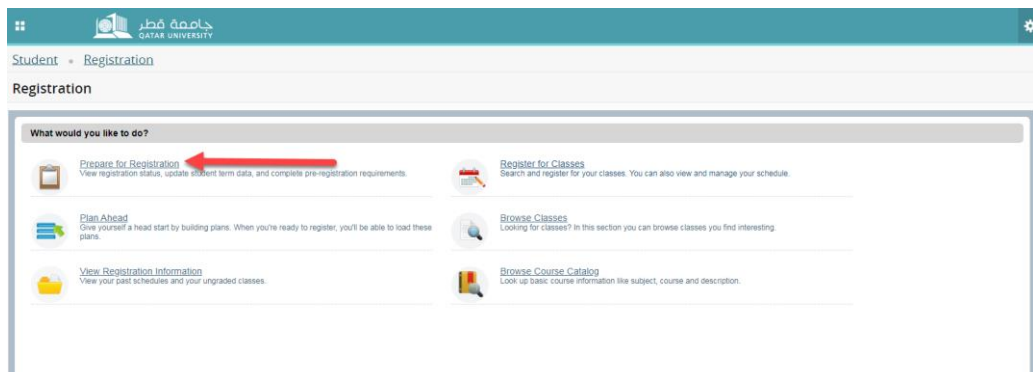 جامعة قطر
QATAR UNIVERSITY
Student • Registration
Registration
What would you like to do?
Prepare for Registration
View registration status, update student term data, and complete pre-registration requirements.
Register for Classes
Search and register for your classes. You can also view and manage your schedule.
Plan Ahead
Give yourself a head start by building plans. When you're ready to register, you'll be able to load these
plans.
Browse Classes
Looking for classes? In this section you can browse classes you find interesting.
View Registration Information
View your past schedules and your ungraded classes.
Browse Course Catalog
Look up basic course information like subject, course and description.